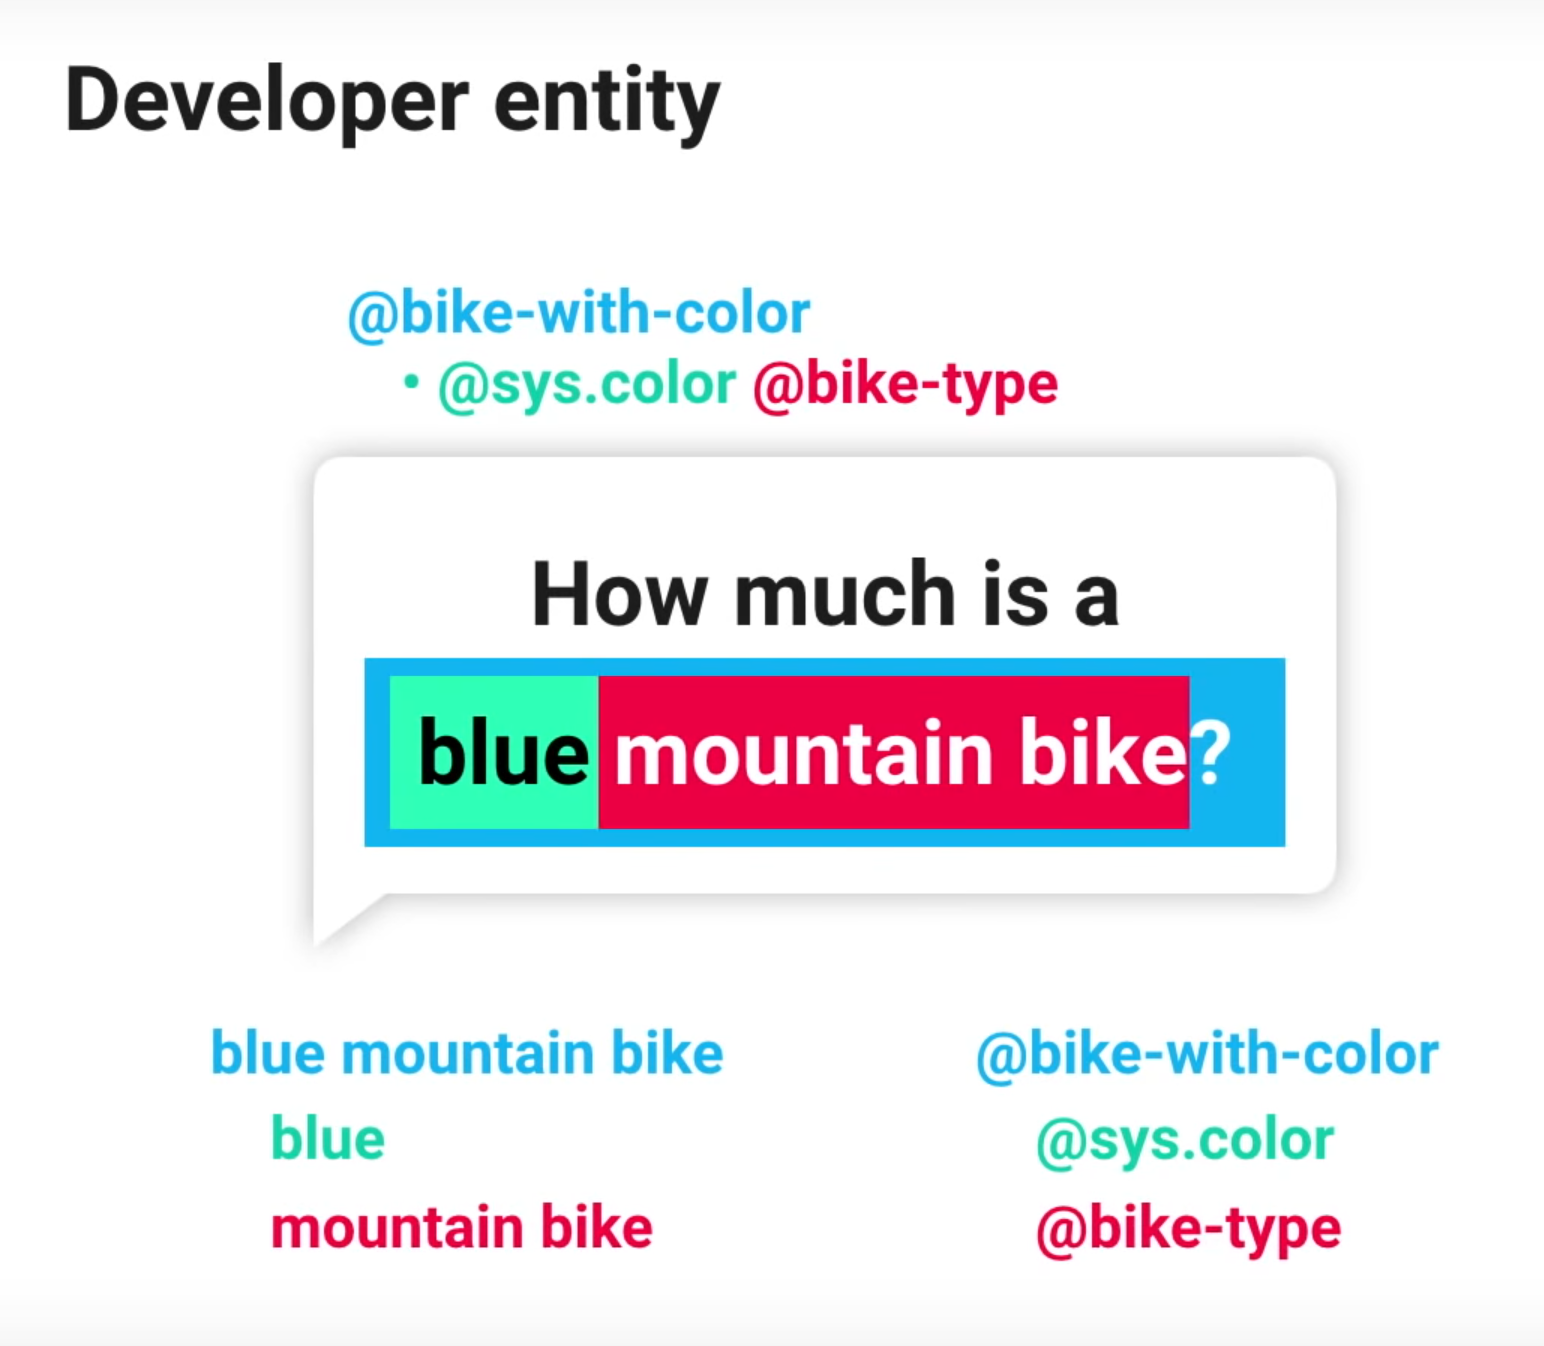 Developer entity
@bike-with-color
• @sys.color @bike-type
How much is a
blue mountain bike?
blue mountain bike @bike-with-color
blue @sys.color
mountain bike @bike-type